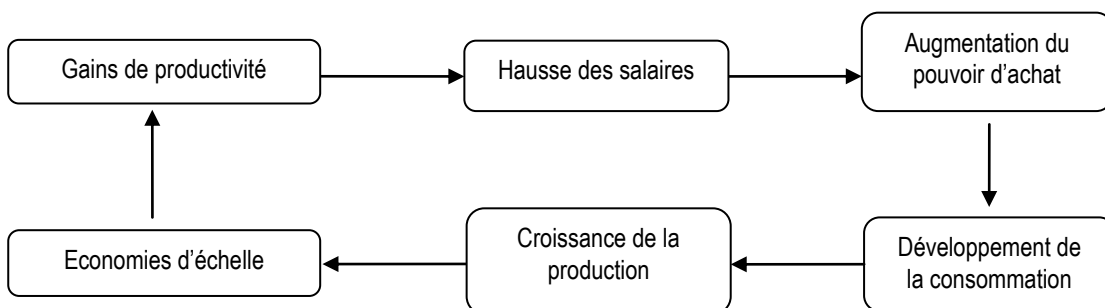 Gains de productivité
Hausse des salaires
Augmentation du
pouvoir d’achat
Economies d’échelle
Croissance de la
production
Développement de
la consommation